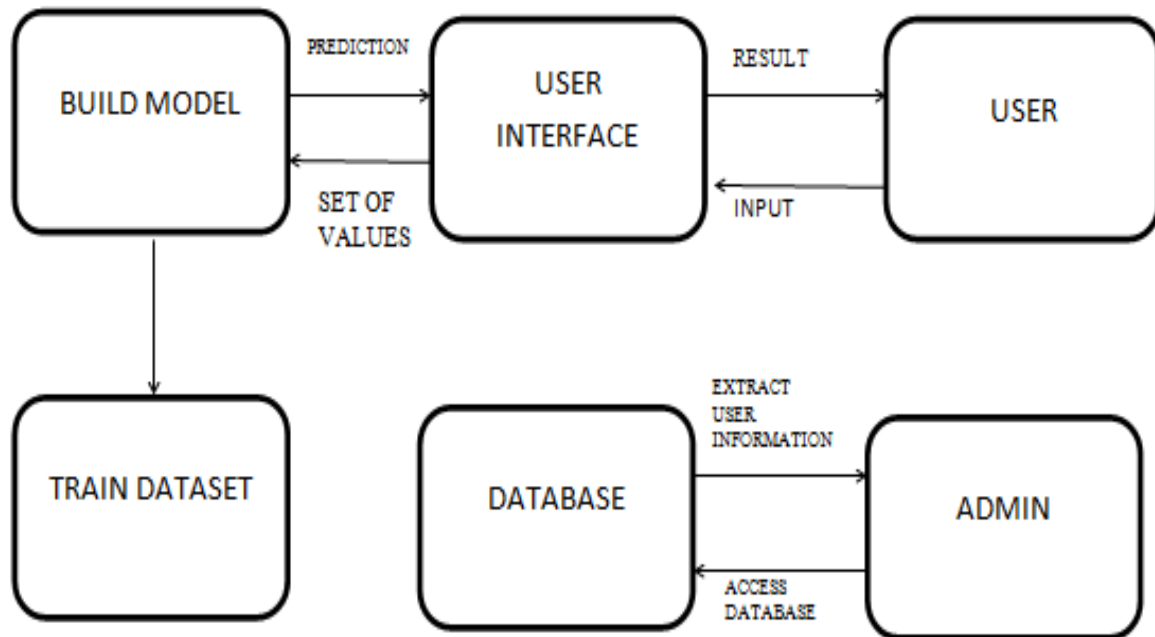 PREDICTION
BUILD MODEL
USER
INTERFACE
RESULT
USER
SET OF
VALUES
INPUT
EXTRACT
USER
INFORMATION
TRAIN DATASET
DATABASE
ADMIN
ACCESS
DATABASE